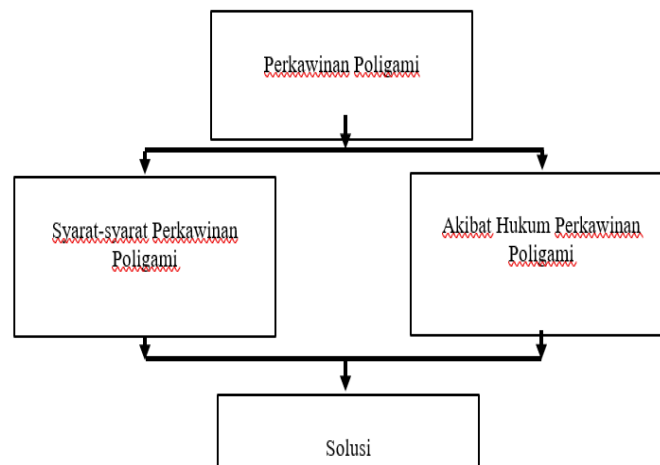 Perkawinan Poligami
Syarat-syarat Perkawinan
Poligami
Akibat Hukum Perkawinan
Poligami
Solusi